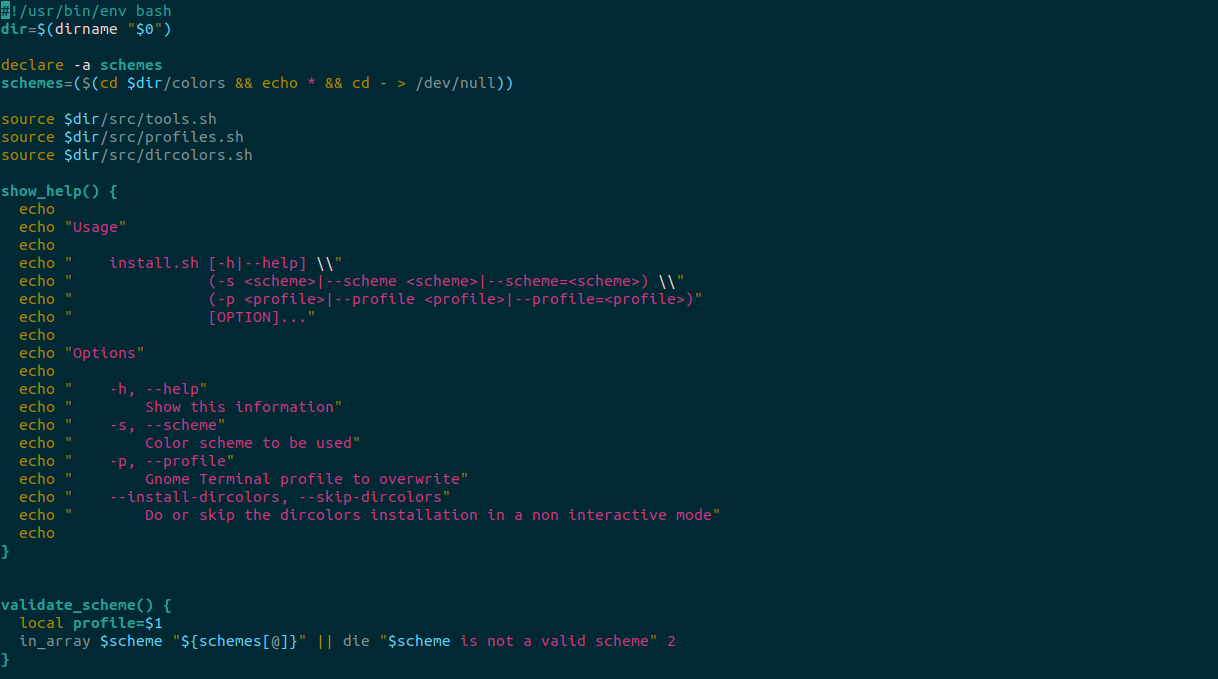 #!/usr/bin/env bash
dir=$(dirname "$0")

declare -a schemes
schemes=($(cd $dir/colors && echo * && cd - > /dev/null))

source $dir/src/tools.sh
source $dir/src/profiles.sh
source $dir/src/dircolors.sh

show_help() {
  echo
  echo "Usage"
  echo
  echo "    install.sh [-h|--help] \\"
  echo "               (-s <scheme>|--scheme <scheme>|--scheme=<scheme>) \\"
  echo "               (-p <profile>|--profile <profile>|--profile=<profile>)"
  echo "               [OPTION]..."
  echo
  echo "Options"
  echo
  echo "    -h, --help"
  echo "        Show this information"
  echo "    -s, --scheme"
  echo "        Color scheme to be used"
  echo "    -p, --profile"
  echo "        Gnome Terminal profile to overwrite"
  echo "    --install-dircolors, --skip-dircolors"
  echo "        Do or skip the dircolors installation in a non interactive mode"
  echo
}


validate_scheme() {
  local profile=$1
  in_array $scheme "${schemes[@]}" || die "$scheme is not a valid scheme" 2
}